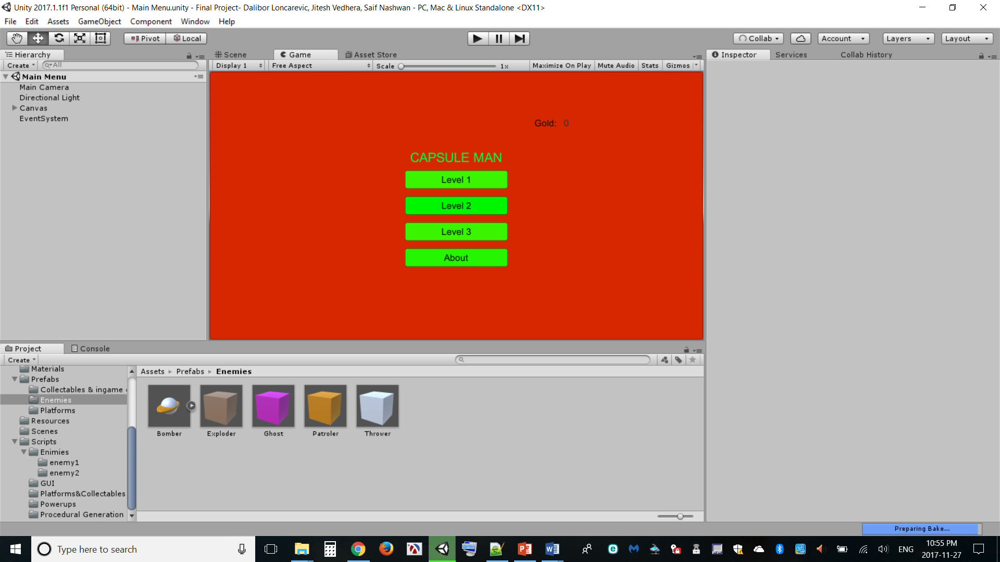 Unity 2017.1.1f1 Personal (64bit) - Main Menu.unity - Final Project- Dalibor Loncarevic, Jitesh Vedhera, Saif Nashwan - PC, Mac & Linux Standalone <DX11>
File Edit Assets GameObject Component Window Help
Pivot Local Collab Account Layers Layout
Hierarchy
Create All
Main Menu
Main Camera
Directional Light
Canvas
EventSystem
Scene Game Asset Store
Display 1 Free Aspect Scale 1x Maximize On Play Mute Audio Stats Gizmos
Gold: 0
CAPSULE MAN
Level 1
Level 2
Level 3
About
Inspector Services Collab History
Project Console
Create
Materials
Prefabs
Collectables & ingame
Enemies
Platforms
Resources
Scenes
Scripts
Enimies
enemy1
enemy2
GUI
Platforms&Collectables
Powerups
Procedural Generation
Assets Prefabs Enemies
Bomber Exploder Ghost Patroler Thrower
Preparing Bake...
Type here to search
ENG
10:55 PM
2017-11-27